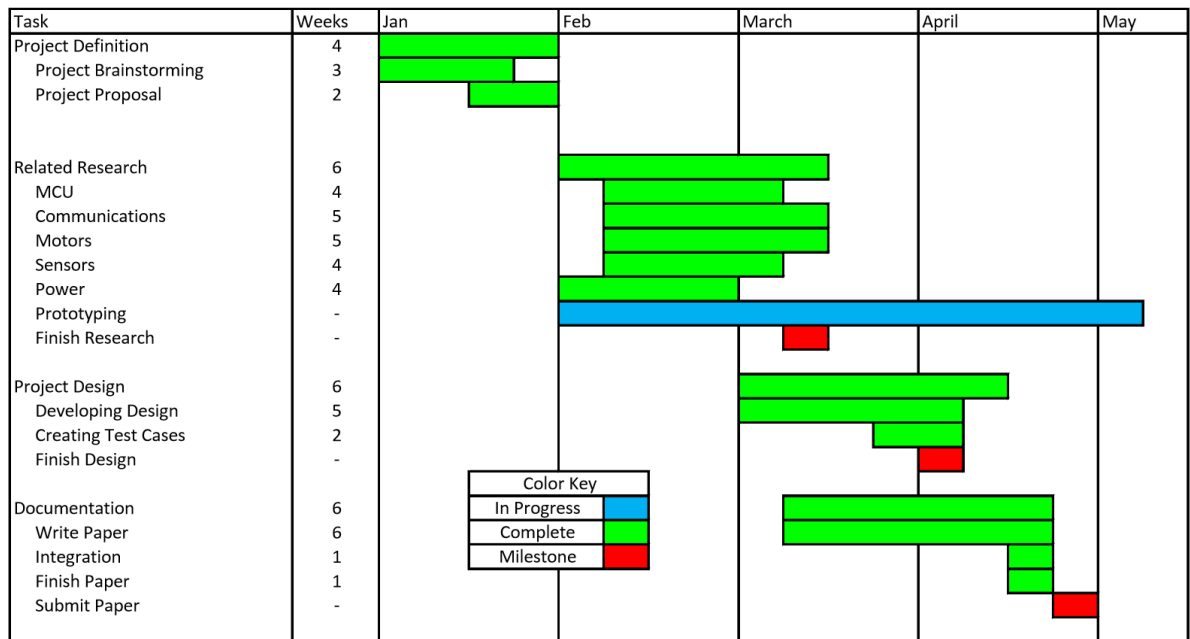 Task Weeks Jan Feb March April May
Project Definition 4
Project Brainstorming 3
Project Proposal 2
Related Research 6
MCU 4
Communications 5
Motors 5
Sensors 4
Power 4
Prototyping -
Finish Research -
Project Design 6
Developing Design 5
Creating Test Cases 2
Finish Design -
Color Key
Documentation 6 In Progress
Write Paper 6 Complete
Integration 1 Milestone
Finish Paper 1
Submit Paper -